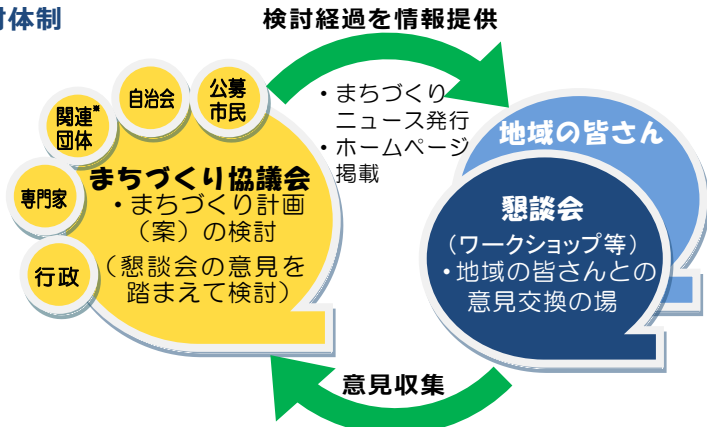 討体制
検討経過を情報提供
公募
市民
自治会
関連*
団体
専門家
行政
まちづくり協議会
・まちづくり計画
（案）の検討
（懇談会の意見を
踏まえて検討）
・まちづくり
ニュース発行
・ホームページ
掲載
地域の皆さん
懇談会
（ワークショップ等）
・地域の皆さんとの
意見交換の場
意見収集